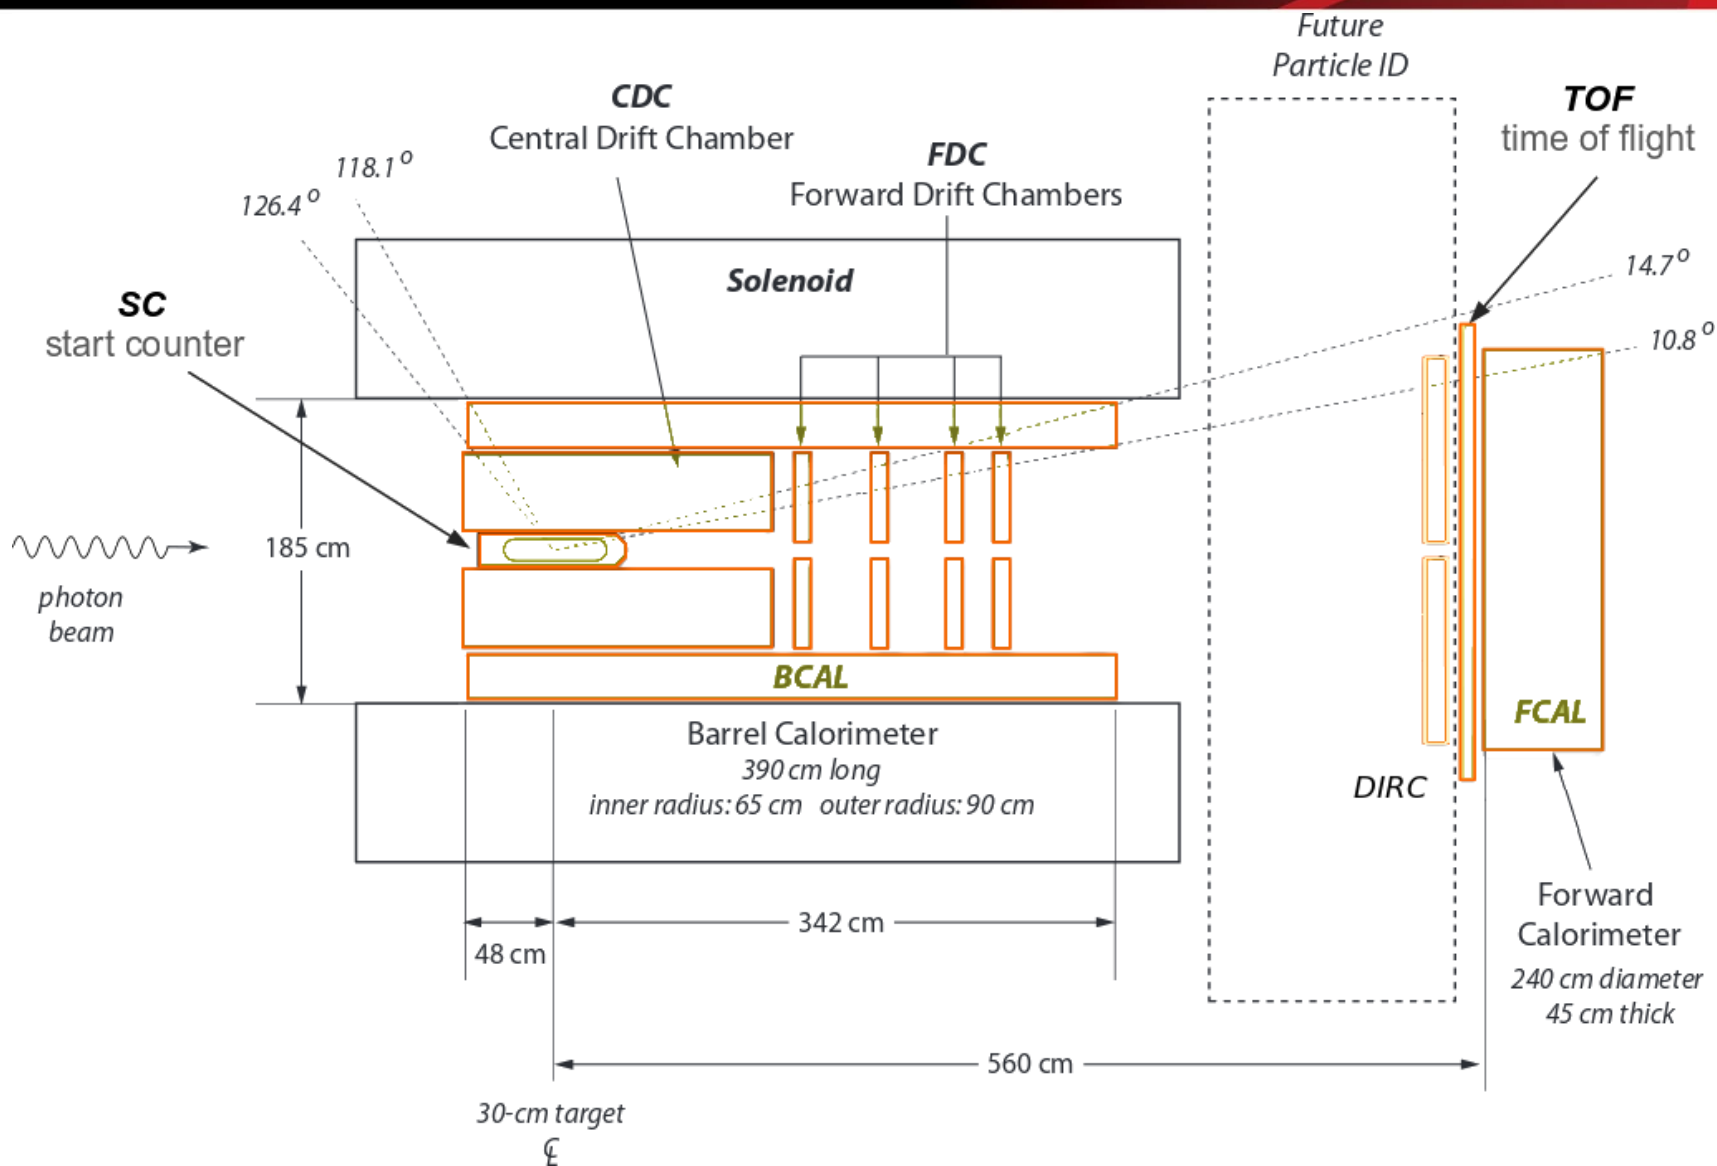 Future
Particle ID
CDC
Central Drift Chamber
TOF
time of flight
FDC
Forward Drift Chambers
118.1°
126.4°
Solenoid
14.7°
SC
start counter
10.8°
185 cm
photon
beam
BCAL
FCAL
Barrel Calorimeter
390 cm long
inner radius: 65 cm outer radius: 90 cm
DIRC
Forward
Calorimeter
240 cm diameter
45 cm thick
342 cm
48 cm
560 cm
30-cm target
℄